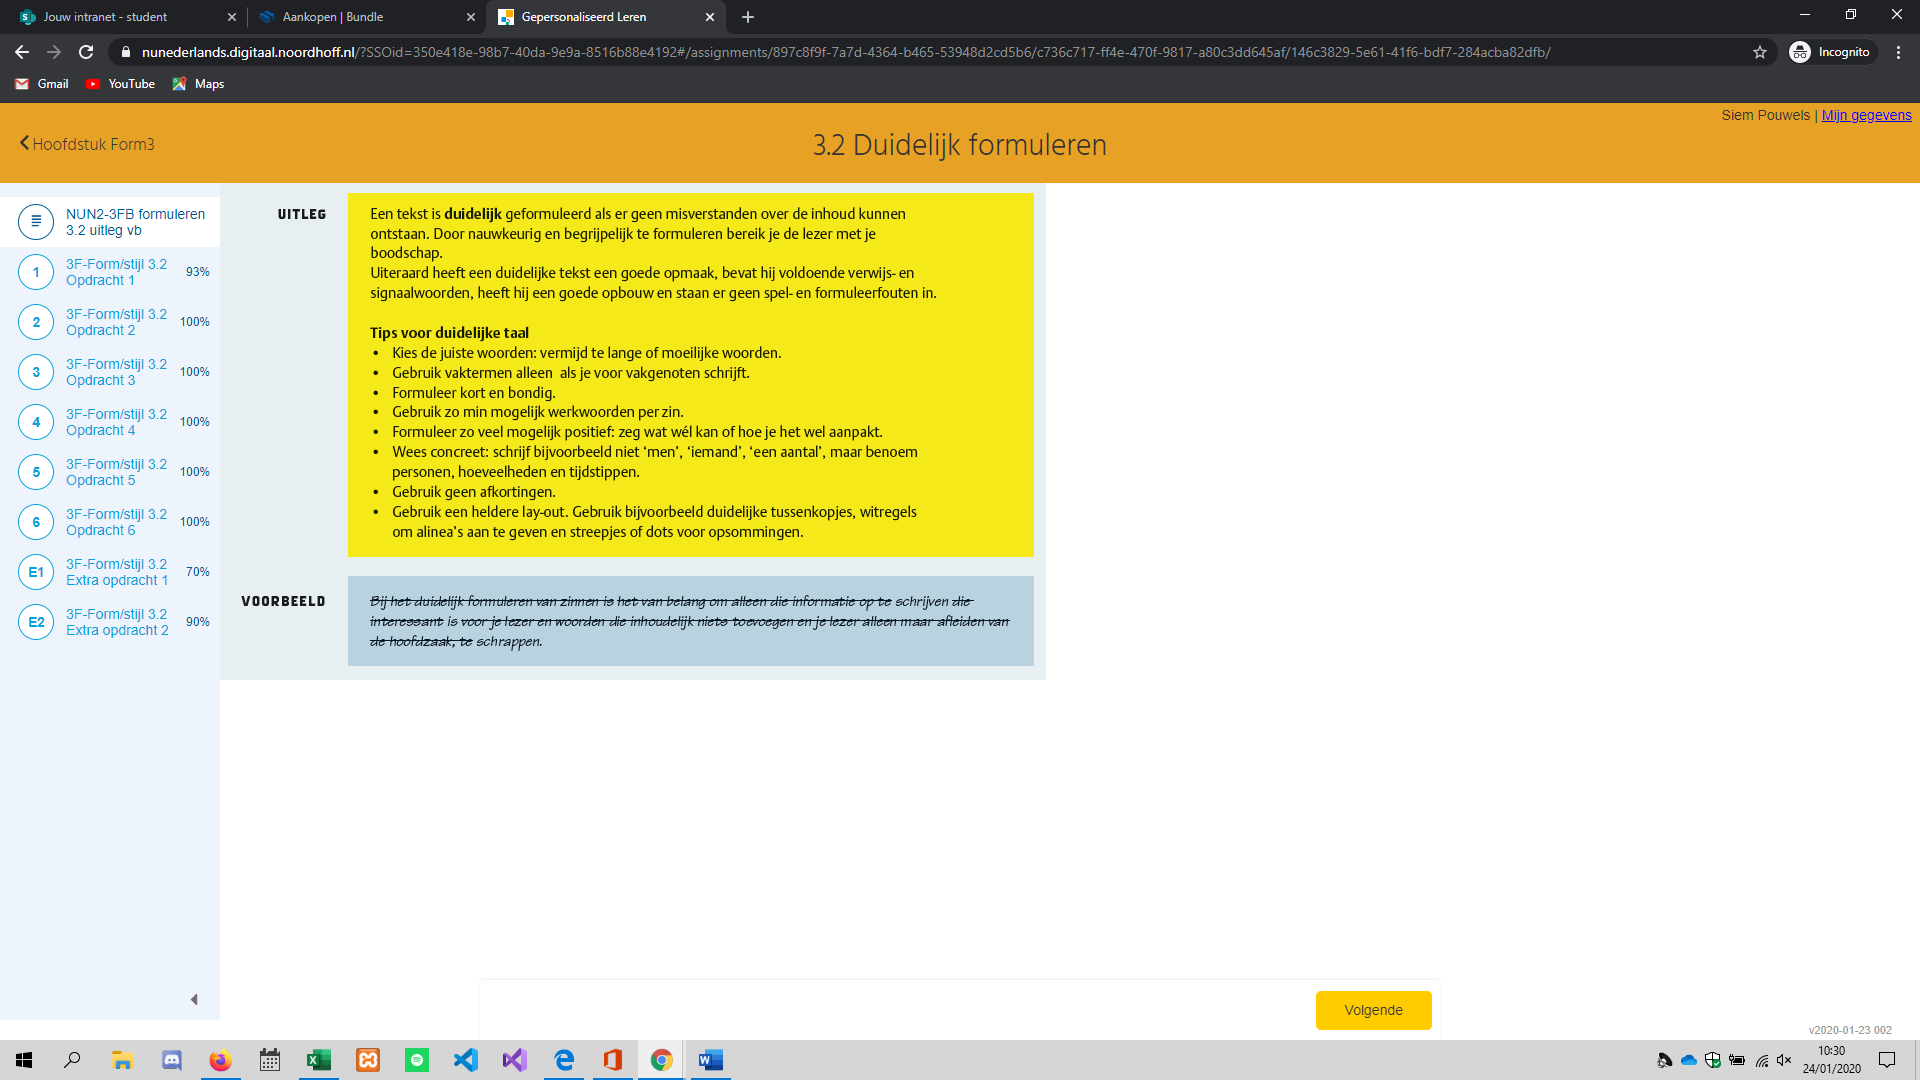 Jouw intranet - student
Aankopen | Bundle
Gepersonaliseerd Leren
nunederlands.digitaal.noordhoff.nl/?SSOid=350e418e-98b7-40da-9e9a-8516b88e4192#/assignments/897c8f9f-7a7d-4364-b465-53948d2cd5b6/c736c717-ff4e-470f-9817-a80c3dd645af/146c3829-5e61-41f6-bdf7-284acba82dfb/
Incognito
Gmail
YouTube
Maps
Siem Pouwels | Mijn gegevens
Hoofdstuk Form3
3.2 Duidelijk formuleren
NUN2-3FB formuleren
3.2 uitleg vb
1 3F-Form/stijl 3.2 Opdracht 1 93%
2 3F-Form/stijl 3.2 Opdracht 2 100%
3 3F-Form/stijl 3.2 Opdracht 3 100%
4 3F-Form/stijl 3.2 Opdracht 4 100%
5 3F-Form/stijl 3.2 Opdracht 5 100%
6 3F-Form/stijl 3.2 Opdracht 6 100%
E1 3F-Form/stijl 3.2 Extra opdracht 1 70%
E2 3F-Form/stijl 3.2 Extra opdracht 2 90%
UITLEG
Een tekst is duidelijk geformuleerd als er geen misverstanden over de inhoud kunnen
ontstaan. Door nauwkeurig en begrijpelijk te formuleren bereik je de lezer met je
boodschap.
Uiteraard heeft een duidelijke tekst een goede opmaak, bevat hij voldoende verwijs- en
signaalwoorden, heeft hij een goede opbouw en staan er geen spel- en formuleerfouten in.
Tips voor duidelijke taal
• Kies de juiste woorden: vermijd te lange of moeilijke woorden.
• Gebruik vaktermen alleen als je voor vakgenoten schrijft.
• Formuleer kort en bondig.
• Gebruik zo min mogelijk werkwoorden per zin.
• Formuleer zo veel mogelijk positief: zeg wat wél kan of hoe je het wel aanpakt.
• Wees concreet: schrijf bijvoorbeeld niet ‘men’, ‘iemand’, ‘een aantal’, maar benoem
personen, hoeveelheden en tijdstippen.
• Gebruik geen afkortingen.
• Gebruik een heldere lay-out. Gebruik bijvoorbeeld duidelijke tussenkopjes, witregels
om alinea’s aan te geven en streepjes of dots voor opsommingen.
VOORBEELD
Bij het duidelijk formuleren van zinnen is het van belang om alleen die informatie op te schrijven die
interessant is voor je lezer en woorden die inhoudelijk niets toevoegen en je lezer alleen maar afleiden van
de hoofdzaak, te schrappen.
Volgende
v2020-01-23 002
10:30
24/01/2020